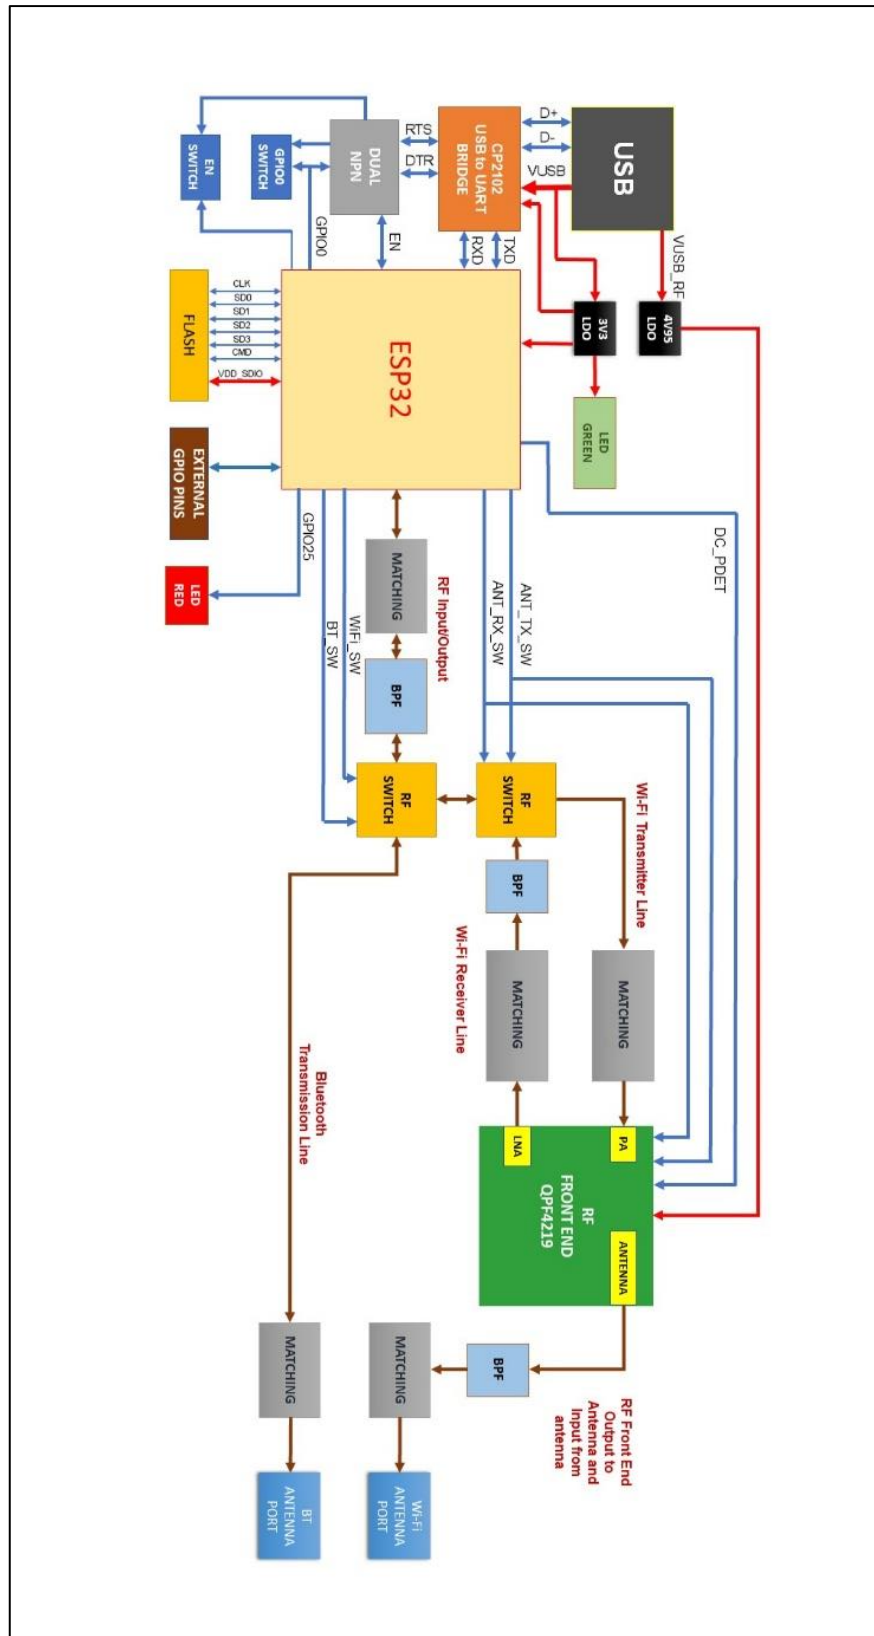 USB
VUSB_RF
4V95
LDO
3V3
LDO
LED
GREEN
D+
D-
VUSB
CP2102
USB to UART
BRIDGE
TXD
RXD
RTS
DTR
DUAL
NPN
EN
GPIO0
GPIO0
SWITCH
EN
SWITCH
ESP32
CLK
SD0
SD1
SD2
SD3
CMD
VDD_SDIO
FLASH
EXTERNAL
GPIO PINS
GPIO25
LED
RED
DC_PDET
ANT_TX_SW
ANT_RX_SW
RF Input/Output
MATCHING
WiFi_SW
BT_SW
BPF
RF
SWITCH
RF
SWITCH
Wi-Fi Transmitter Line
BPF
Wi-Fi Receiver Line
MATCHING
MATCHING
Bluetooth
Transmission Line
PA
LNA
RF
FRONT END
QPF4219
ANTENNA
RF Front End
Output to
Antenna and
Input from
antenna
BPF
MATCHING
MATCHING
Wi-Fi
ANTENNA
PORT
BT
ANTENNA
PORT